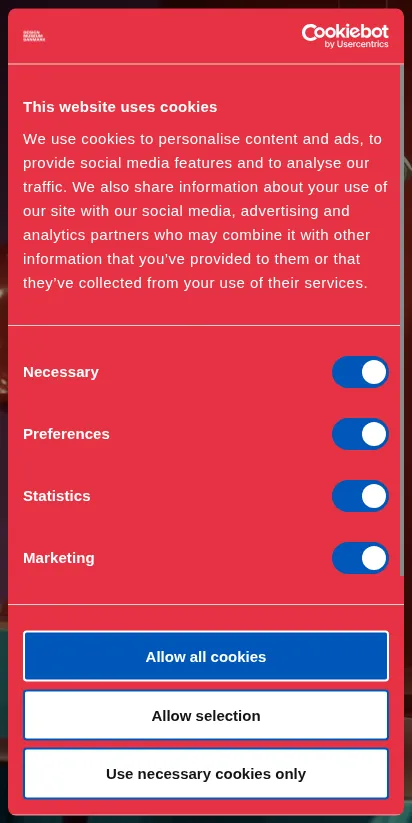 DESIGN
MUSEUM
DANMARK
Cookiebot
by Usercentrics
This website uses cookies
We use cookies to personalise content and ads, to
provide social media features and to analyse our
traffic. We also share information about your use of
our site with our social media, advertising and
analytics partners who may combine it with other
information that you’ve provided to them or that
they’ve collected from your use of their services.
Necessary
Preferences
Statistics
Marketing
Allow all cookies
Allow selection
Use necessary cookies only